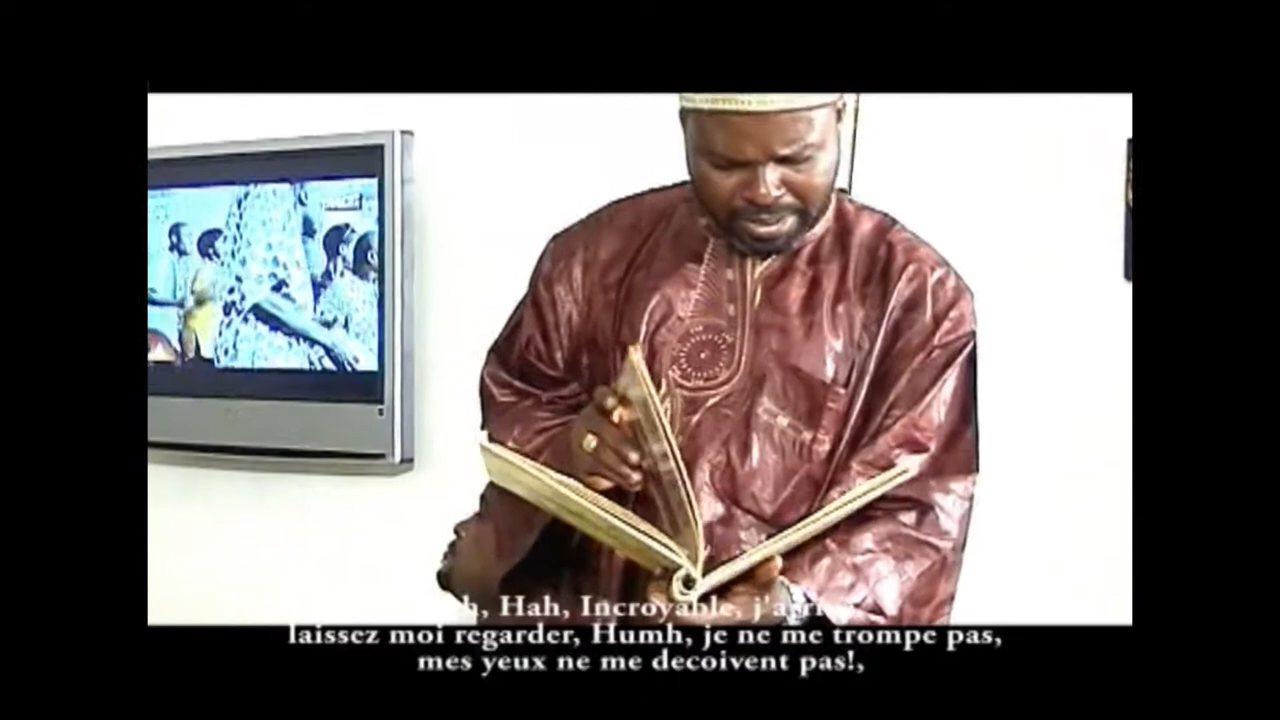 Hah, Incroyable,
laissez moi regarder, Humh, je ne me trompe pas,
mes yeux ne me decoivent pas!,